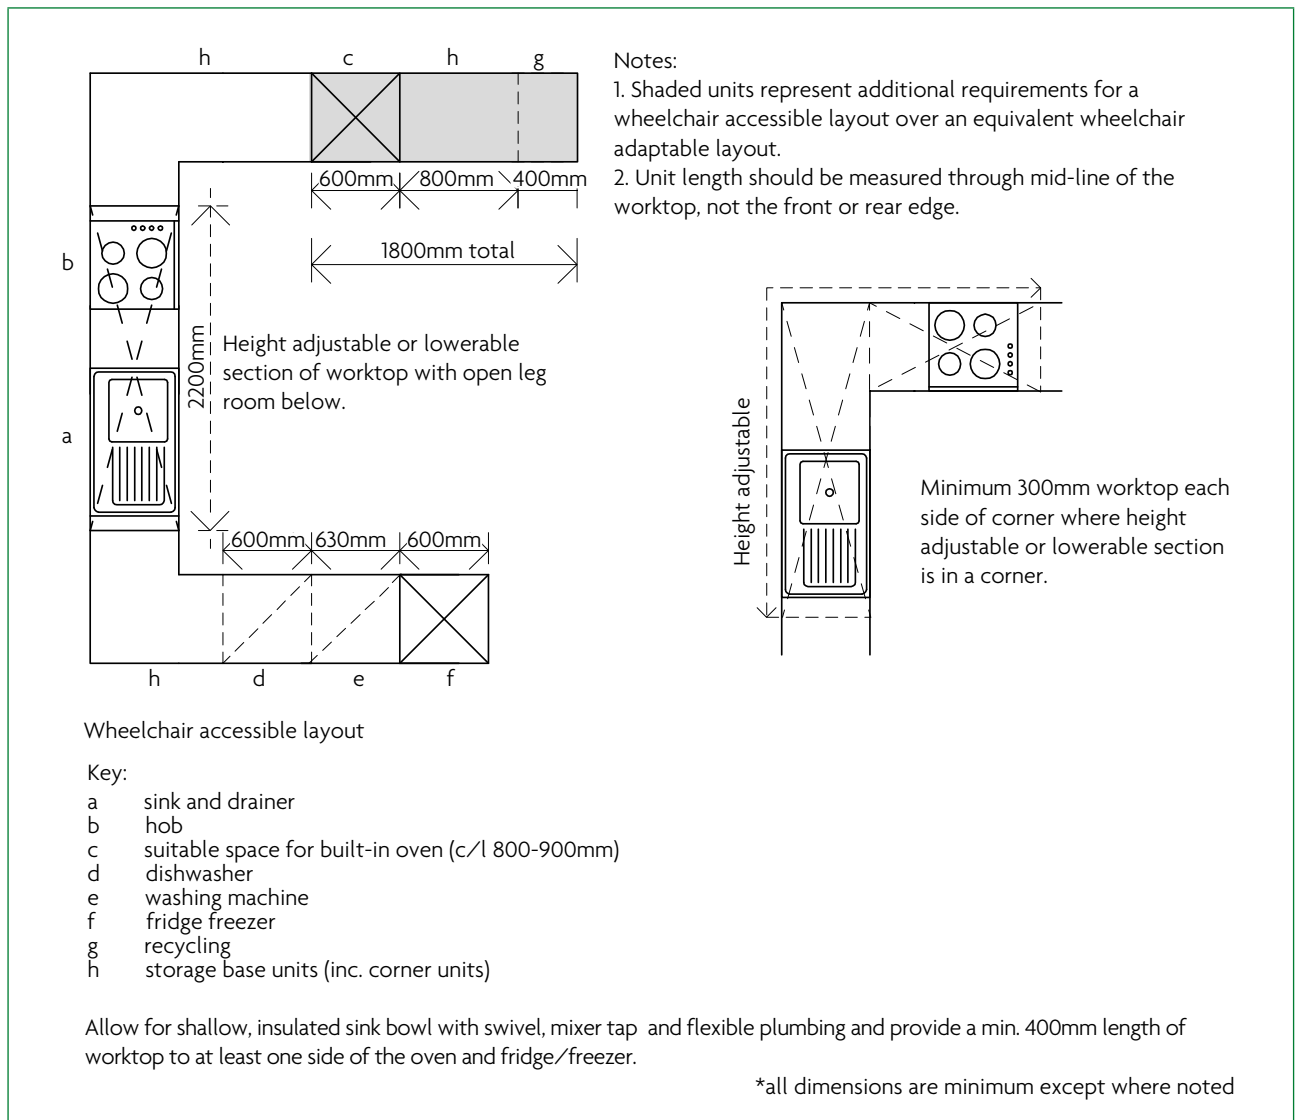 h c h g
600mm 800mm 400mm
1800mm total
b
2200mm
Height adjustable or lowerable
section of worktop with open leg
room below.
a
600mm 630mm 600mm
h d e f
Notes:
1. Shaded units represent additional requirements for a
wheelchair accessible layout over an equivalent wheelchair
adaptable layout.
2. Unit length should be measured through mid-line of the
worktop, not the front or rear edge.
Height adjustable
Minimum 300mm worktop each
side of corner where height
adjustable or lowerable section
is in a corner.
Wheelchair accessible layout
Key:
a sink and drainer
b hob
c suitable space for built-in oven (c/l 800-900mm)
d dishwasher
e washing machine
f fridge freezer
g recycling
h storage base units (inc. corner units)
Allow for shallow, insulated sink bowl with swivel, mixer tap and flexible plumbing and provide a min. 400mm length of
worktop to at least one side of the oven and fridge/freezer.
*all dimensions are minimum except where noted